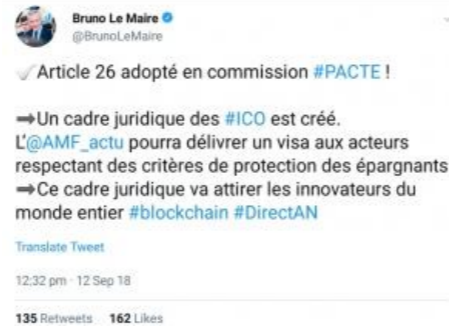 Bruno Le Maire
@BrunoLeMaire
✓Article 26 adopté en commission #PACTE !
➡Un cadre juridique des #ICO est créé.
L'@AMF_actu pourra délivrer un visa aux acteurs
respectant des critères de protection des épargnants
➡Ce cadre juridique va attirer les innovateurs du
monde entier #blockchain #DirectAN
Translate Tweet
12:32 pm · 12 Sep 18
135 Retweets 162 Likes